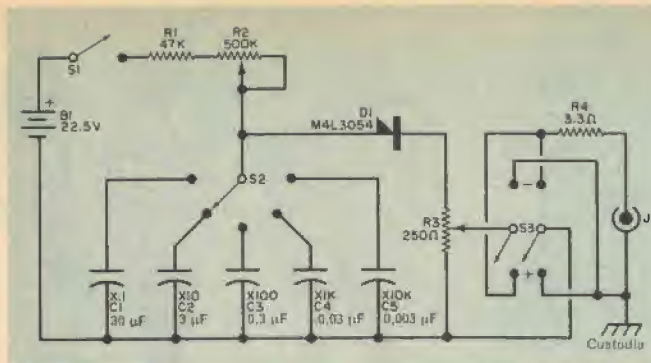 S1
R1
47K
R2
500K
+
B1
22.5V
D1
M4L3054
R4
3.3Ω
S2
R3
250Ω
-
S3
+
J1
X.1
C1
30 µF
X10
C2
3 µF
X100
C3
0,3 µF
X1K
C4
0,03 µF
X10K
C5
0,003 µF
Custodia